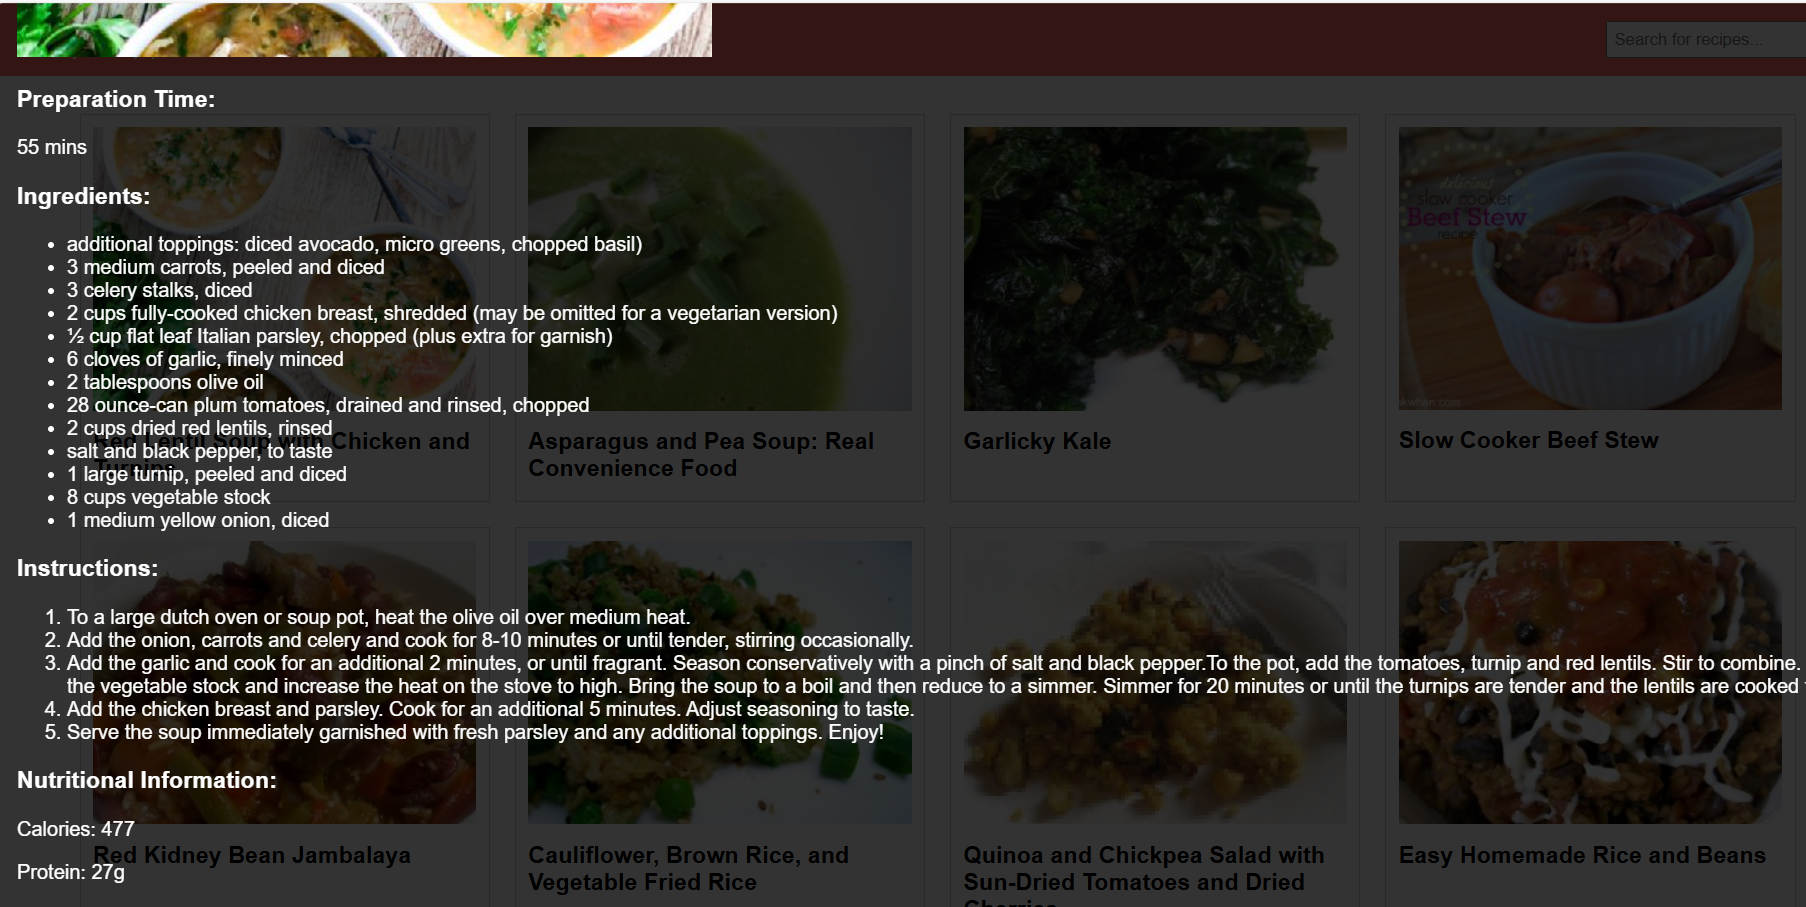 Search for recipes...
Preparation Time:
55 mins
Ingredients:
• additional toppings: diced avocado, micro greens, chopped basil)
• 3 medium carrots, peeled and diced
• 3 celery stalks, diced
• 2 cups fully-cooked chicken breast, shredded (may be omitted for a vegetarian version)
• ½ cup flat leaf Italian parsley, chopped (plus extra for garnish)
• 6 cloves of garlic, finely minced
• 2 tablespoons olive oil
• 28 ounce-can plum tomatoes, drained and rinsed, chopped
• 2 cups dried red lentils, rinsed
• salt and black pepper, to taste
• 1 large turnip, peeled and diced
• 8 cups vegetable stock
• 1 medium yellow onion, diced
Instructions:
1. To a large dutch oven or soup pot, heat the olive oil over medium heat.
2. Add the onion, carrots and celery and cook for 8-10 minutes or until tender, stirring occasionally.
3. Add the garlic and cook for an additional 2 minutes, or until fragrant. Season conservatively with a pinch of salt and black pepper.To the pot, add the tomatoes, turnip and red lentils. Stir to combine.
the vegetable stock and increase the heat on the stove to high. Bring the soup to a boil and then reduce to a simmer. Simmer for 20 minutes or until the turnips are tender and the lentils are cooked
4. Add the chicken breast and parsley. Cook for an additional 5 minutes. Adjust seasoning to taste.
5. Serve the soup immediately garnished with fresh parsley and any additional toppings. Enjoy!
Nutritional Information:
Calories: 477
Protein: 27g
Red Lentil Soup with Chicken and
Turnips
Asparagus and Pea Soup: Real
Convenience Food
Garlicky Kale
delicious
slow cooker
Beef Stew
recipe
Slow Cooker Beef Stew
Red Kidney Bean Jambalaya
Cauliflower, Brown Rice, and
Vegetable Fried Rice
Quinoa and Chickpea Salad with
Sun-Dried Tomatoes and Dried
Cherries
Easy Homemade Rice and Beans